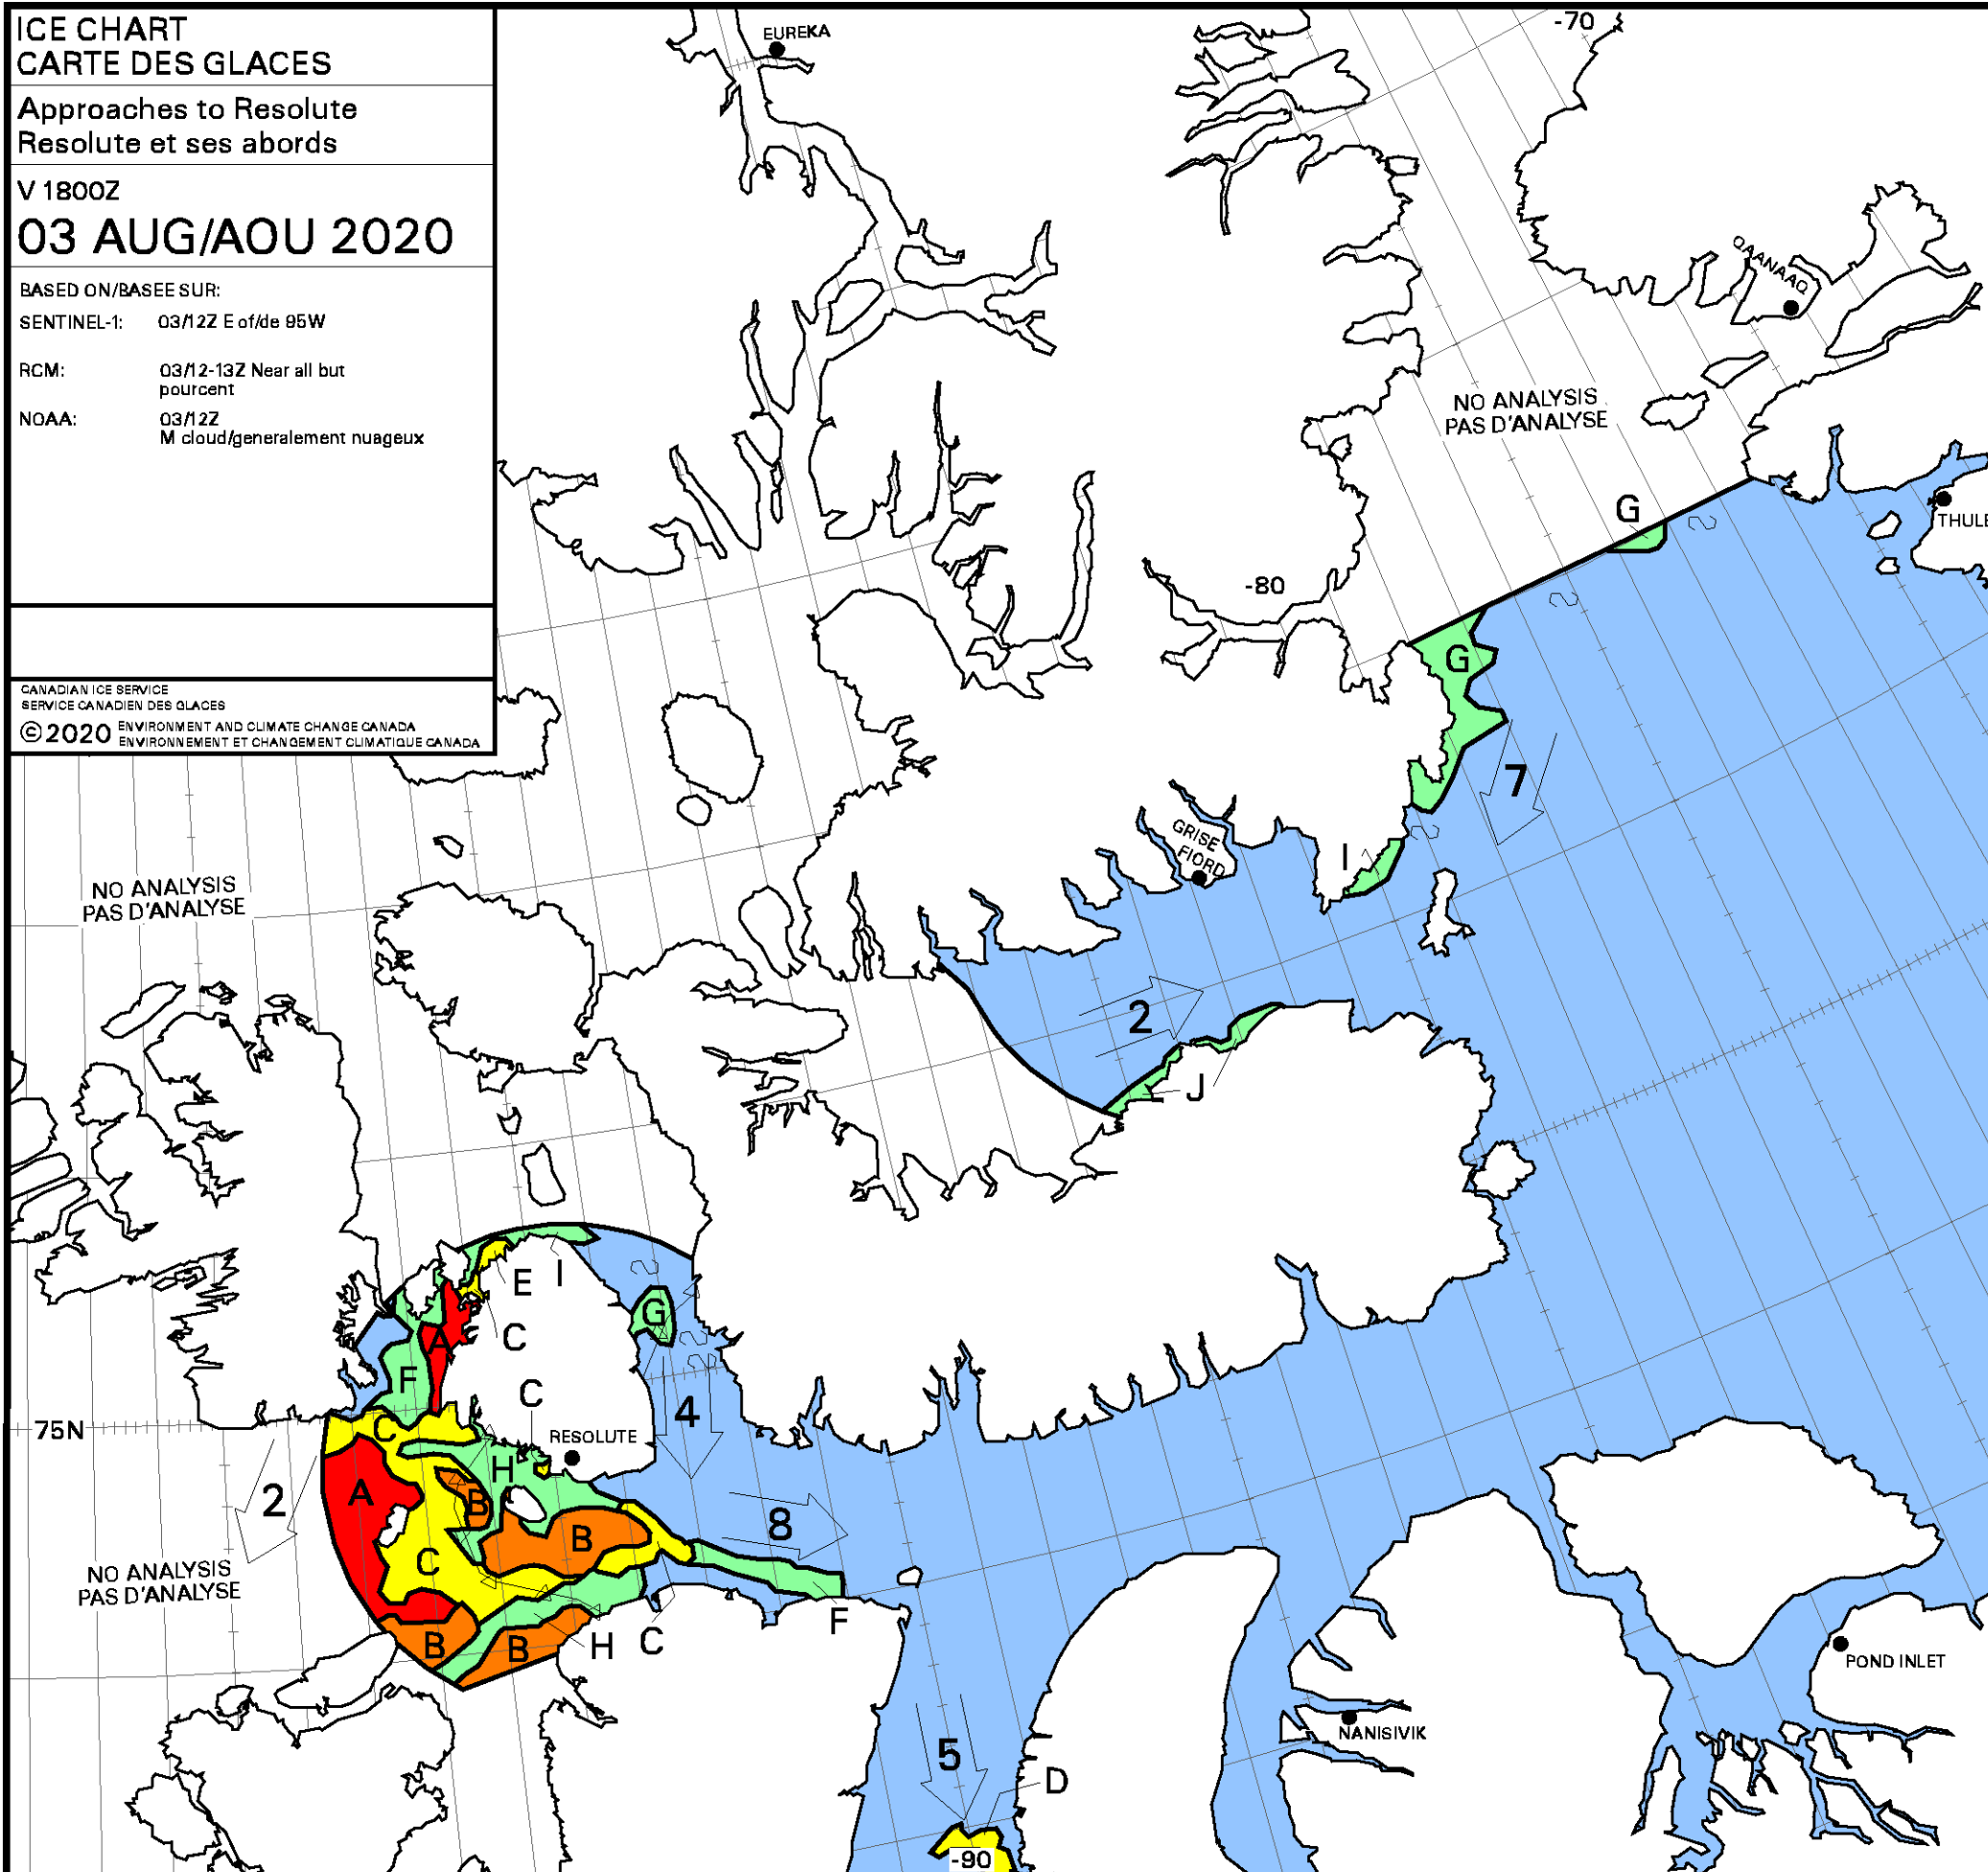 ICE CHART
CARTE DES GLACES
Approaches to Resolute
Resolute et ses abords
V 1800Z
03 AUG/AOU 2020
BASED ON/BASEE SUR:
SENTINEL-1: 03/12Z E of/de 95W
RCM: 03/12-13Z Near all but
pourcent
NOAA: 03/12Z
M cloud/generalement nuageux
CANADIAN ICE SERVICE
SERVICE CANADIEN DES GLACES
©2020 ENVIRONMENT AND CLIMATE CHANGE CANADA
ENVIRONNEMENT ET CHANGEMENT CLIMATIQUE CANADA
-70
EUREKA
QAANAAQ
NO ANALYSIS
PAS D'ANALYSE
G
THULE
-80
G
7
GRISE
FIORD
I
NO ANALYSIS
PAS D'ANALYSE
2
J
E
I
G
A
C
F
C
4
75N
C
RESOLUTE
H
A
2
B
8
B
C
NO ANALYSIS
PAS D'ANALYSE
F
B
B
H
C
POND INLET
NANISIVIK
5
D
-90